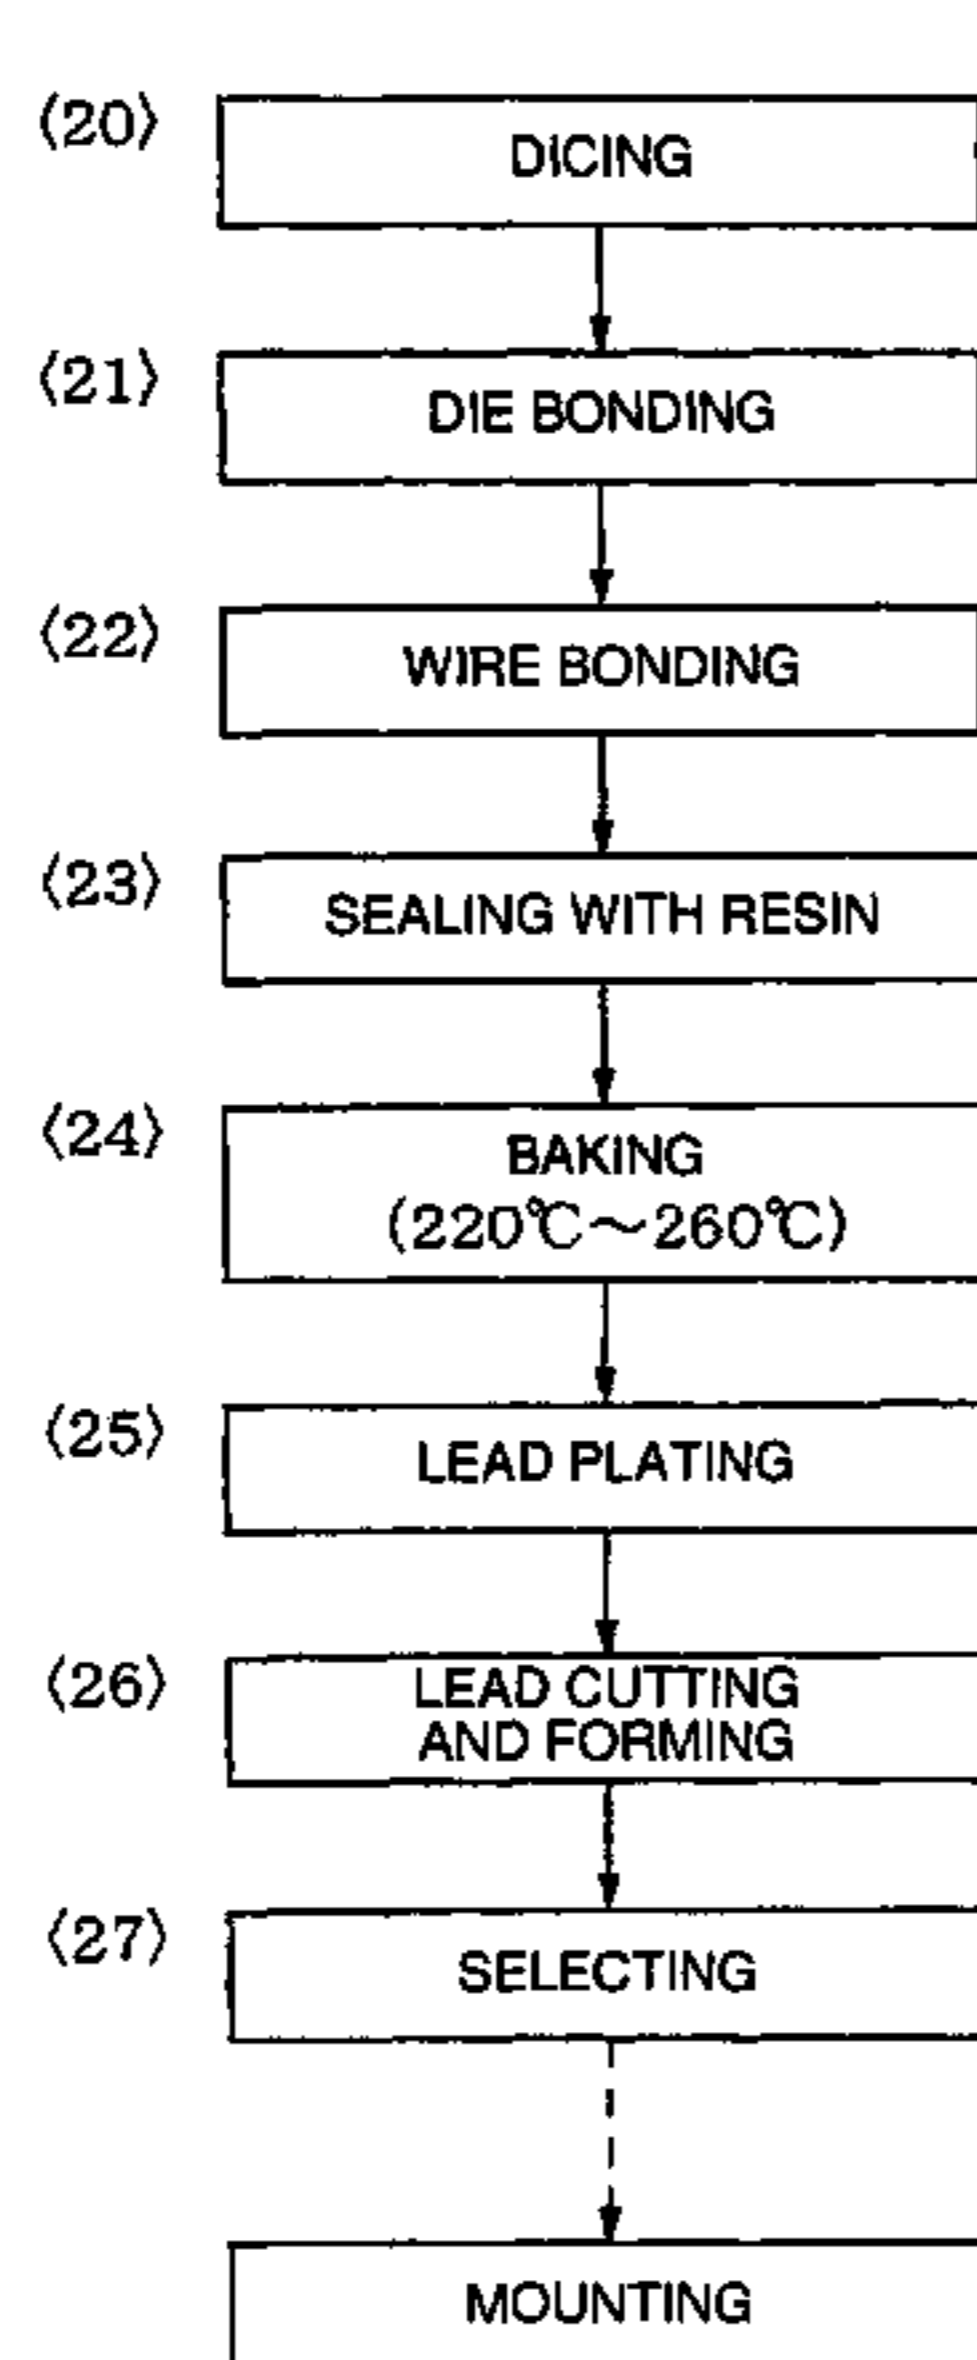 ⟨20⟩ DICING
⟨21⟩ DIE BONDING
⟨22⟩ WIRE BONDING
⟨23⟩ SEALING WITH RESIN
⟨24⟩ BAKING
(220℃～260℃)
⟨25⟩ LEAD PLATING
⟨26⟩ LEAD CUTTING
AND FORMING
⟨27⟩ SELECTING
MOUNTING